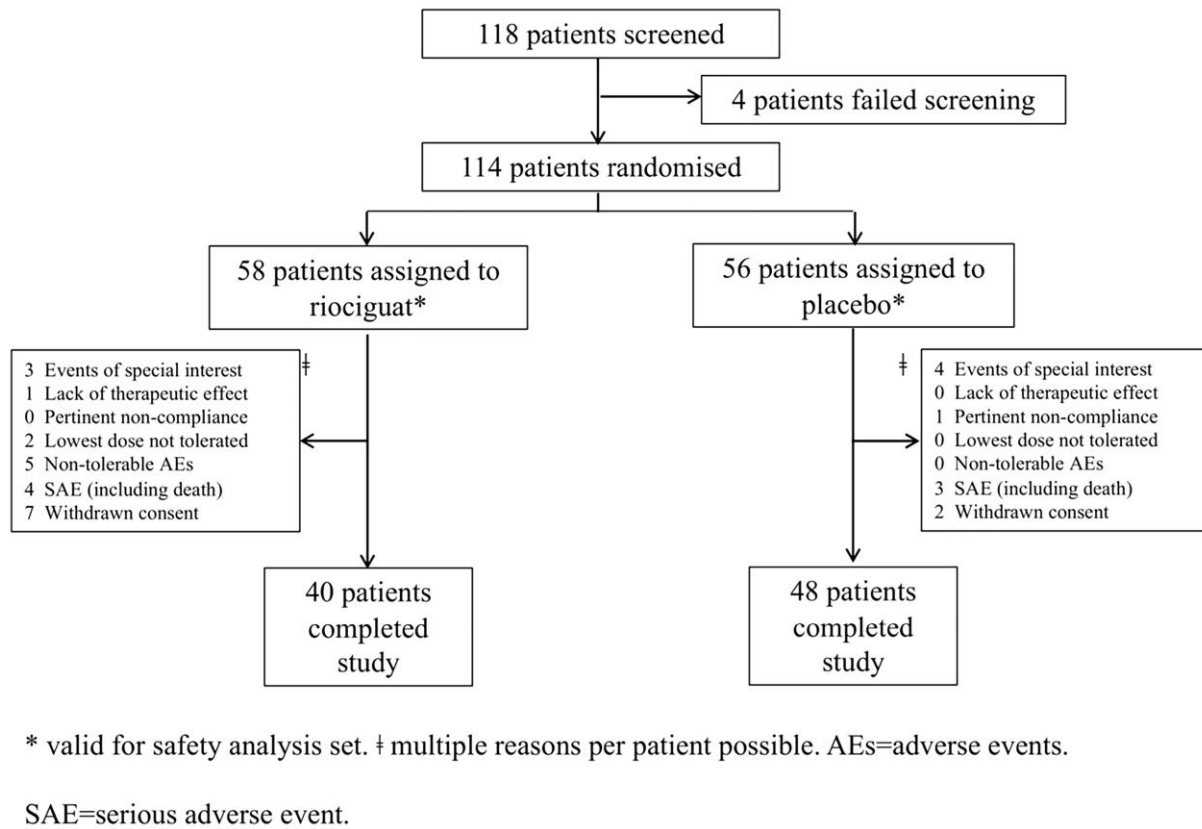 118 patients screened
4 patients failed screening
114 patients randomised
58 patients assigned to
riociguat*
56 patients assigned to
placebo*
3 Events of special interest
1 Lack of therapeutic effect
0 Pertinent non-compliance
2 Lowest dose not tolerated
5 Non-tolerable AEs
4 SAE (including death)
7 Withdrawn consent
ǂ
ǂ
4 Events of special interest
0 Lack of therapeutic effect
1 Pertinent non-compliance
0 Lowest dose not tolerated
0 Non-tolerable AEs
3 SAE (including death)
2 Withdrawn consent
40 patients
completed
study
48 patients
completed
study
* valid for safety analysis set. ǂ multiple reasons per patient possible. AEs=adverse events.
SAE=serious adverse event.